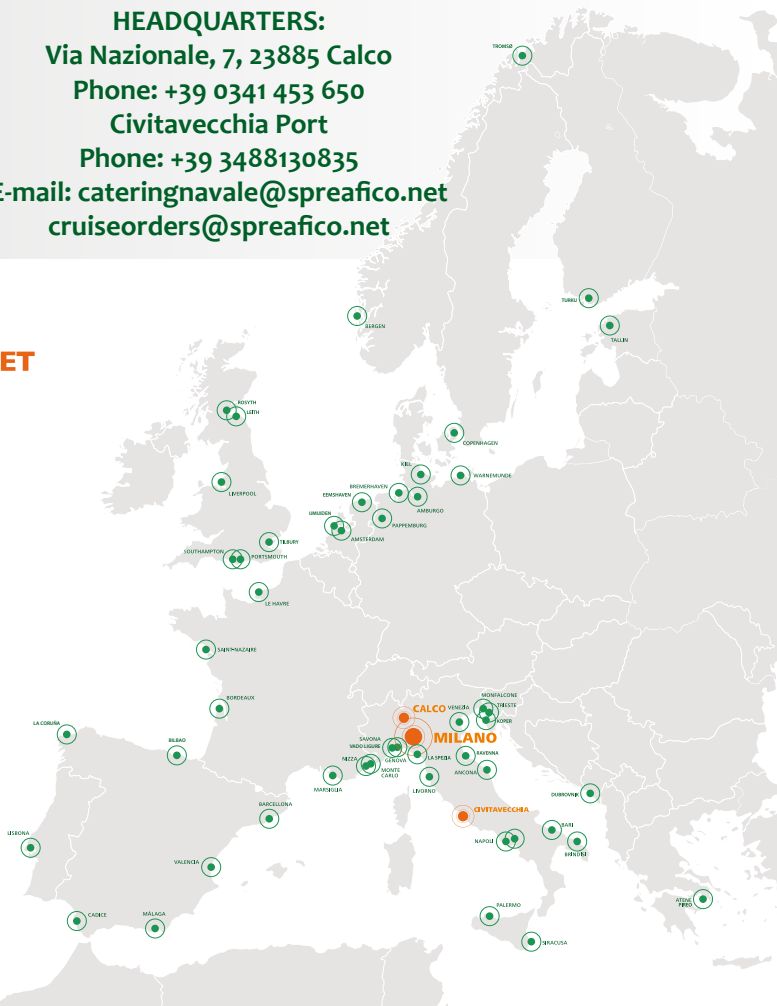 HEADQUARTERS:
Via Nazionale, 7, 23885 Calco
Phone: +39 0341 453 650
Civitavecchia Port
Phone: +39 3488130835
E-mail: cateringnavale@spreafico.net
cruiseorders@spreafico.net
TROMSØ
TURKU
TALLIN
BERGEN
ET
ROSYTH
LEITH
COPENHAGEN
KIEL
WARNEMUNDE
LIVERPOOL
BREMERHAVEN
EEMSHAVEN
AMBURGO
IJMUIDEN
PAPPEMBURG
AMSTERDAM
TILBURY
SOUTHAMPTON
PORTSMOUTH
LE HAVRE
SAINT-NAZAIRE
BORDEAUX
MONFALCONE
CALCO
VENEZIA
TRIESTE
KOPER
LA CORUÑA
BILBAO
SAVONA
MILANO
VADO LIGURE
GENOVA
LA SPEZIA
RAVENNA
NIZZA
MONTE
CARLO
ANCONA
MARSIGLIA
LIVORNO
DUBROVNIK
BARCELLONA
CIVITAVECCHIA
LISBONA
BARI
NAPOLI
BRINDISI
VALENCIA
ATENE
PIREO
PALERMO
CADICE
MÁLAGA
SIRACUSA